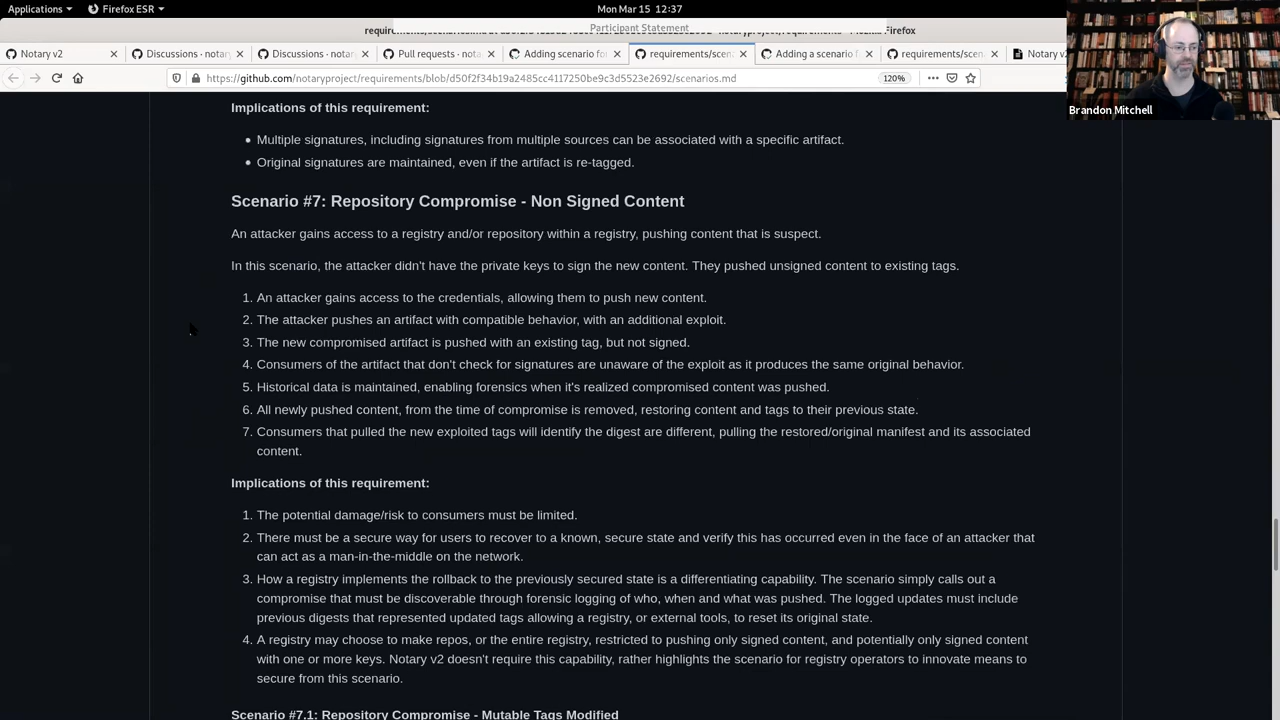 Applications
Firefox ESR
Mon Mar 15 12:37
Participant Statement
Notary v2
Discussions · notar
Discussions · notar
Pull requests · nota
Adding scenario fo
requirements/scen
Adding a scenario f
requirements/scen
Notary v
https://github.com/notaryproject/requirements/blob/d50f2f34b19a2485cc4117250be9c3d5523e2692/scenarios.md
120%
Brandon Mitchell
Implications of this requirement:
• Multiple signatures, including signatures from multiple sources can be associated with a specific artifact.
• Original signatures are maintained, even if the artifact is re-tagged.
Scenario #7: Repository Compromise - Non Signed Content
An attacker gains access to a registry and/or repository within a registry, pushing content that is suspect.
In this scenario, the attacker didn't have the private keys to sign the new content. They pushed unsigned content to existing tags.
1. An attacker gains access to the credentials, allowing them to push new content.
2. The attacker pushes an artifact with compatible behavior, with an additional exploit.
3. The new compromised artifact is pushed with an existing tag, but not signed.
4. Consumers of the artifact that don't check for signatures are unaware of the exploit as it produces the same original behavior.
5. Historical data is maintained, enabling forensics when it's realized compromised content was pushed.
6. All newly pushed content, from the time of compromise is removed, restoring content and tags to their previous state.
7. Consumers that pulled the new exploited tags will identify the digest are different, pulling the restored/original manifest and its associated
content.
Implications of this requirement:
1. The potential damage/risk to consumers must be limited.
2. There must be a secure way for users to recover to a known, secure state and verify this has occurred even in the face of an attacker that
can act as a man-in-the-middle on the network.
3. How a registry implements the rollback to the previously secured state is a differentiating capability. The scenario simply calls out a
compromise that must be discoverable through forensic logging of who, when and what was pushed. The logged updates must include
previous digests that represented updated tags allowing a registry, or external tools, to reset its original state.
4. A registry may choose to make repos, or the entire registry, restricted to pushing only signed content, and potentially only signed content
with one or more keys. Notary v2 doesn't require this capability, rather highlights the scenario for registry operators to innovate means to
secure from this scenario.
Scenario #7.1: Repository Compromise - Mutable Tags Modified